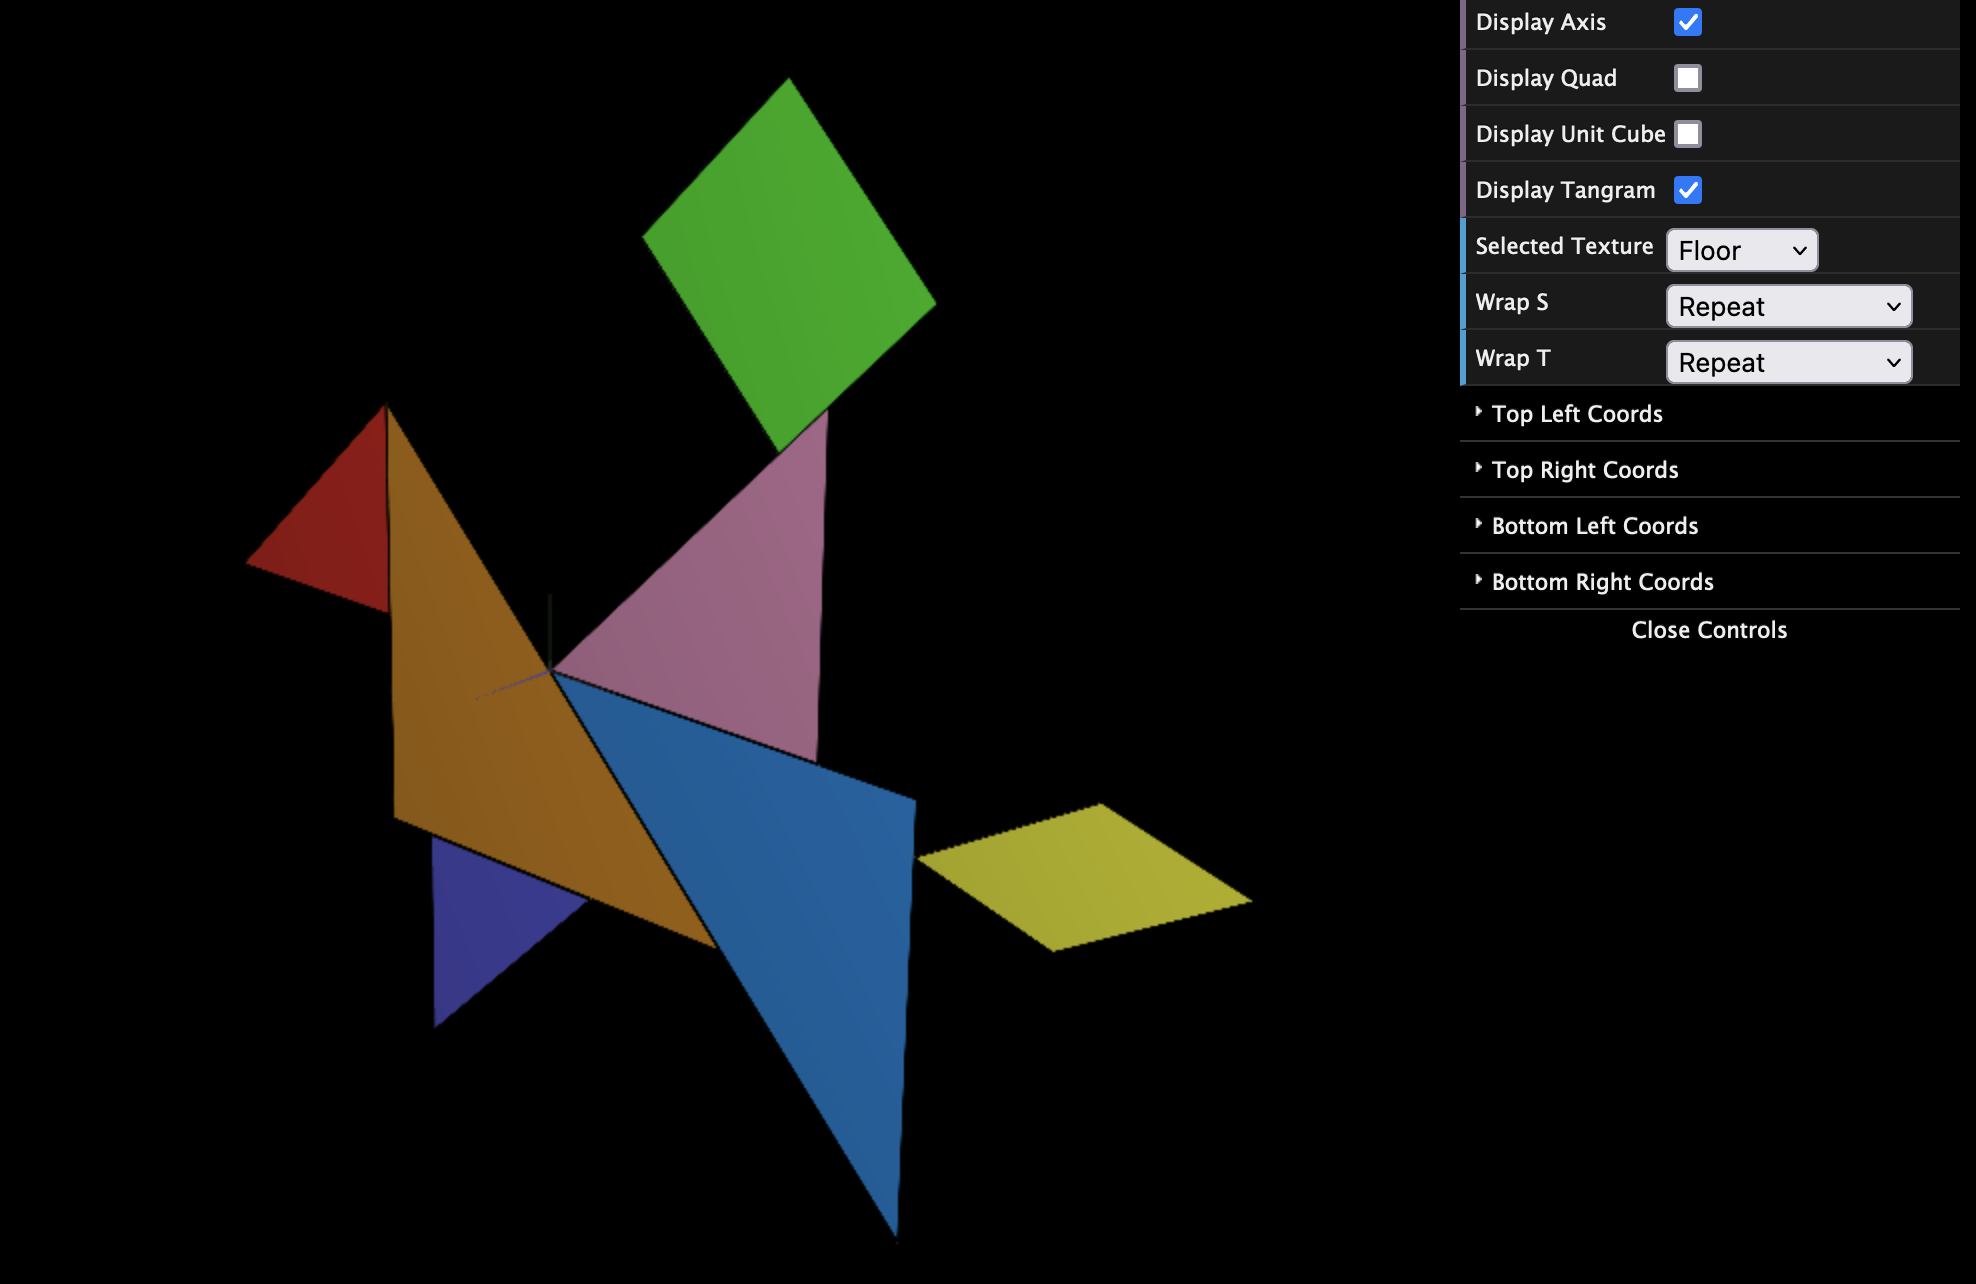 Display Axis
Display Quad
Display Unit Cube
Display Tangram
Selected Texture Floor
Wrap S Repeat
Wrap T Repeat
Top Left Coords
Top Right Coords
Bottom Left Coords
Bottom Right Coords
Close Controls